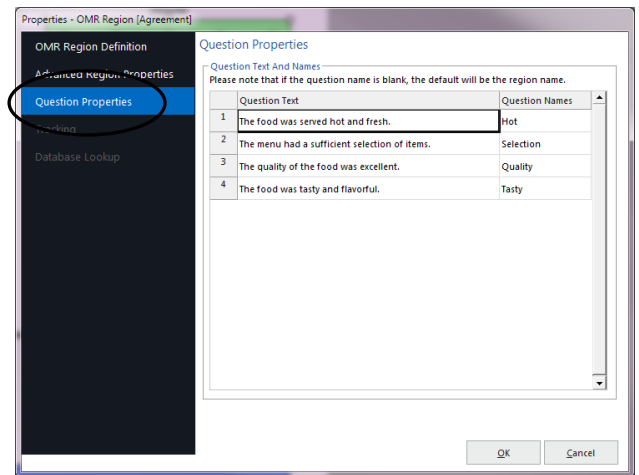 Properties - OMR Region [Agreement]
OMR Region Definition
Advanced Region Properties
Question Properties
Tracking
Database Lookup
Question Properties
Question Text And Names
Please note that if the question name is blank, the default will be the region name.
Question Text Question Names
1 The food was served hot and fresh. Hot
2 The menu had a sufficient selection of items. Selection
3 The quality of the food was excellent. Quality
4 The food was tasty and flavorful. Tasty
OK Cancel